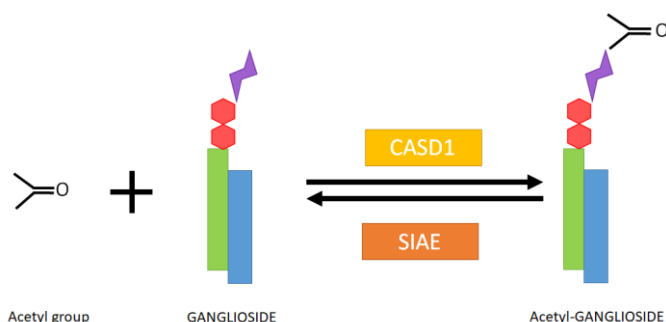 O
CASD1
O
SIAE
Acetyl group
GANGLIOSIDE
Acetyl-GANGLIOSIDE